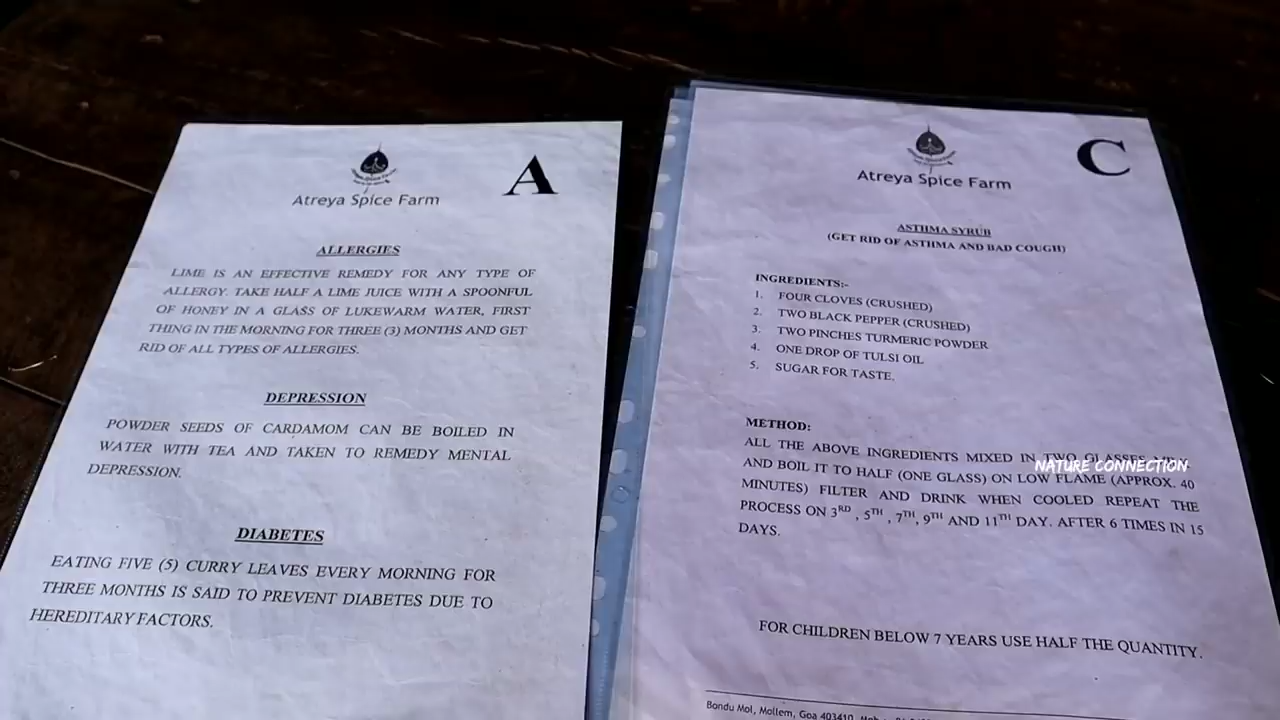 A
Atreya Spice Farm
ALLERGIES
LIME IS AN EFFECTIVE REMEDY FOR ANY TYPE OF
ALLERGY. TAKE HALF A LIME JUICE WITH A SPOONFUL
OF HONEY IN A GLASS OF LUKEWARM WATER, FIRST
THING IN THE MORNING FOR THREE (3) MONTHS AND GET
RID OF ALL TYPES OF ALLERGIES.
DEPRESSION
POWDER SEEDS OF CARDAMOM CAN BE BOILED IN
WATER WITH TEA AND TAKEN TO REMEDY MENTAL
DEPRESSION.
DIABETES
EATING FIVE (5) CURRY LEAVES EVERY MORNING FOR
THREE MONTHS IS SAID TO PREVENT DIABETES DUE TO
HEREDITARY FACTORS.
C
Atreya Spice Farm
ASTHMA SYRUB
(GET RID OF ASTHMA AND BAD COUGH)
INGREDIENTS:-
1. FOUR CLOVES (CRUSHED)
2. TWO BLACK PEPPER (CRUSHED)
3. TWO PINCHES TURMERIC POWDER
4. ONE DROP OF TULSI OIL
5. SUGAR FOR TASTE.
METHOD:
ALL THE ABOVE INGREDIENTS MIXED IN TWO GLASSES
NATURE CONNECTION
AND BOIL IT TO HALF (ONE GLASS) ON LOW FLAME (APPROX. 40
MINUTES) FILTER AND DRINK WHEN COOLED REPEAT THE
PROCESS ON 3RD , 5TH , 7TH, 9TH AND 11TH DAY. AFTER 6 TIMES IN 15
DAYS.
FOR CHILDREN BELOW 7 YEARS USE HALF THE QUANTITY.
Bondu Mol, Mollem, Goa 403410,